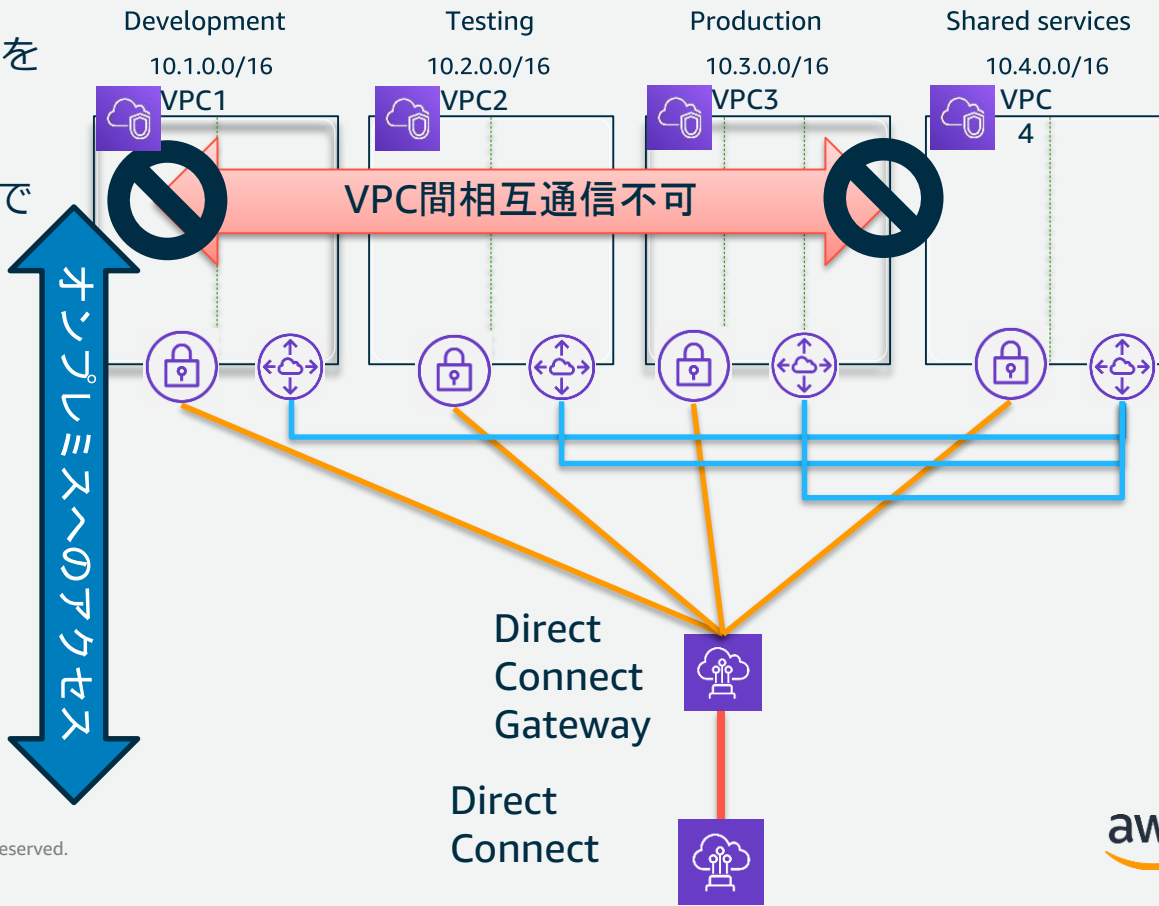 Development
Testing
Production
Shared services
を
10.1.0.0/16
10.2.0.0/16
10.3.0.0/16
10.4.0.0/16
VPC1
VPC2
VPC3
VPC
4
で
VPC間相互通信不可
オンプレミスへのアクセス
Direct
Connect
Gateway
Direct
Connect
eserved.
aw